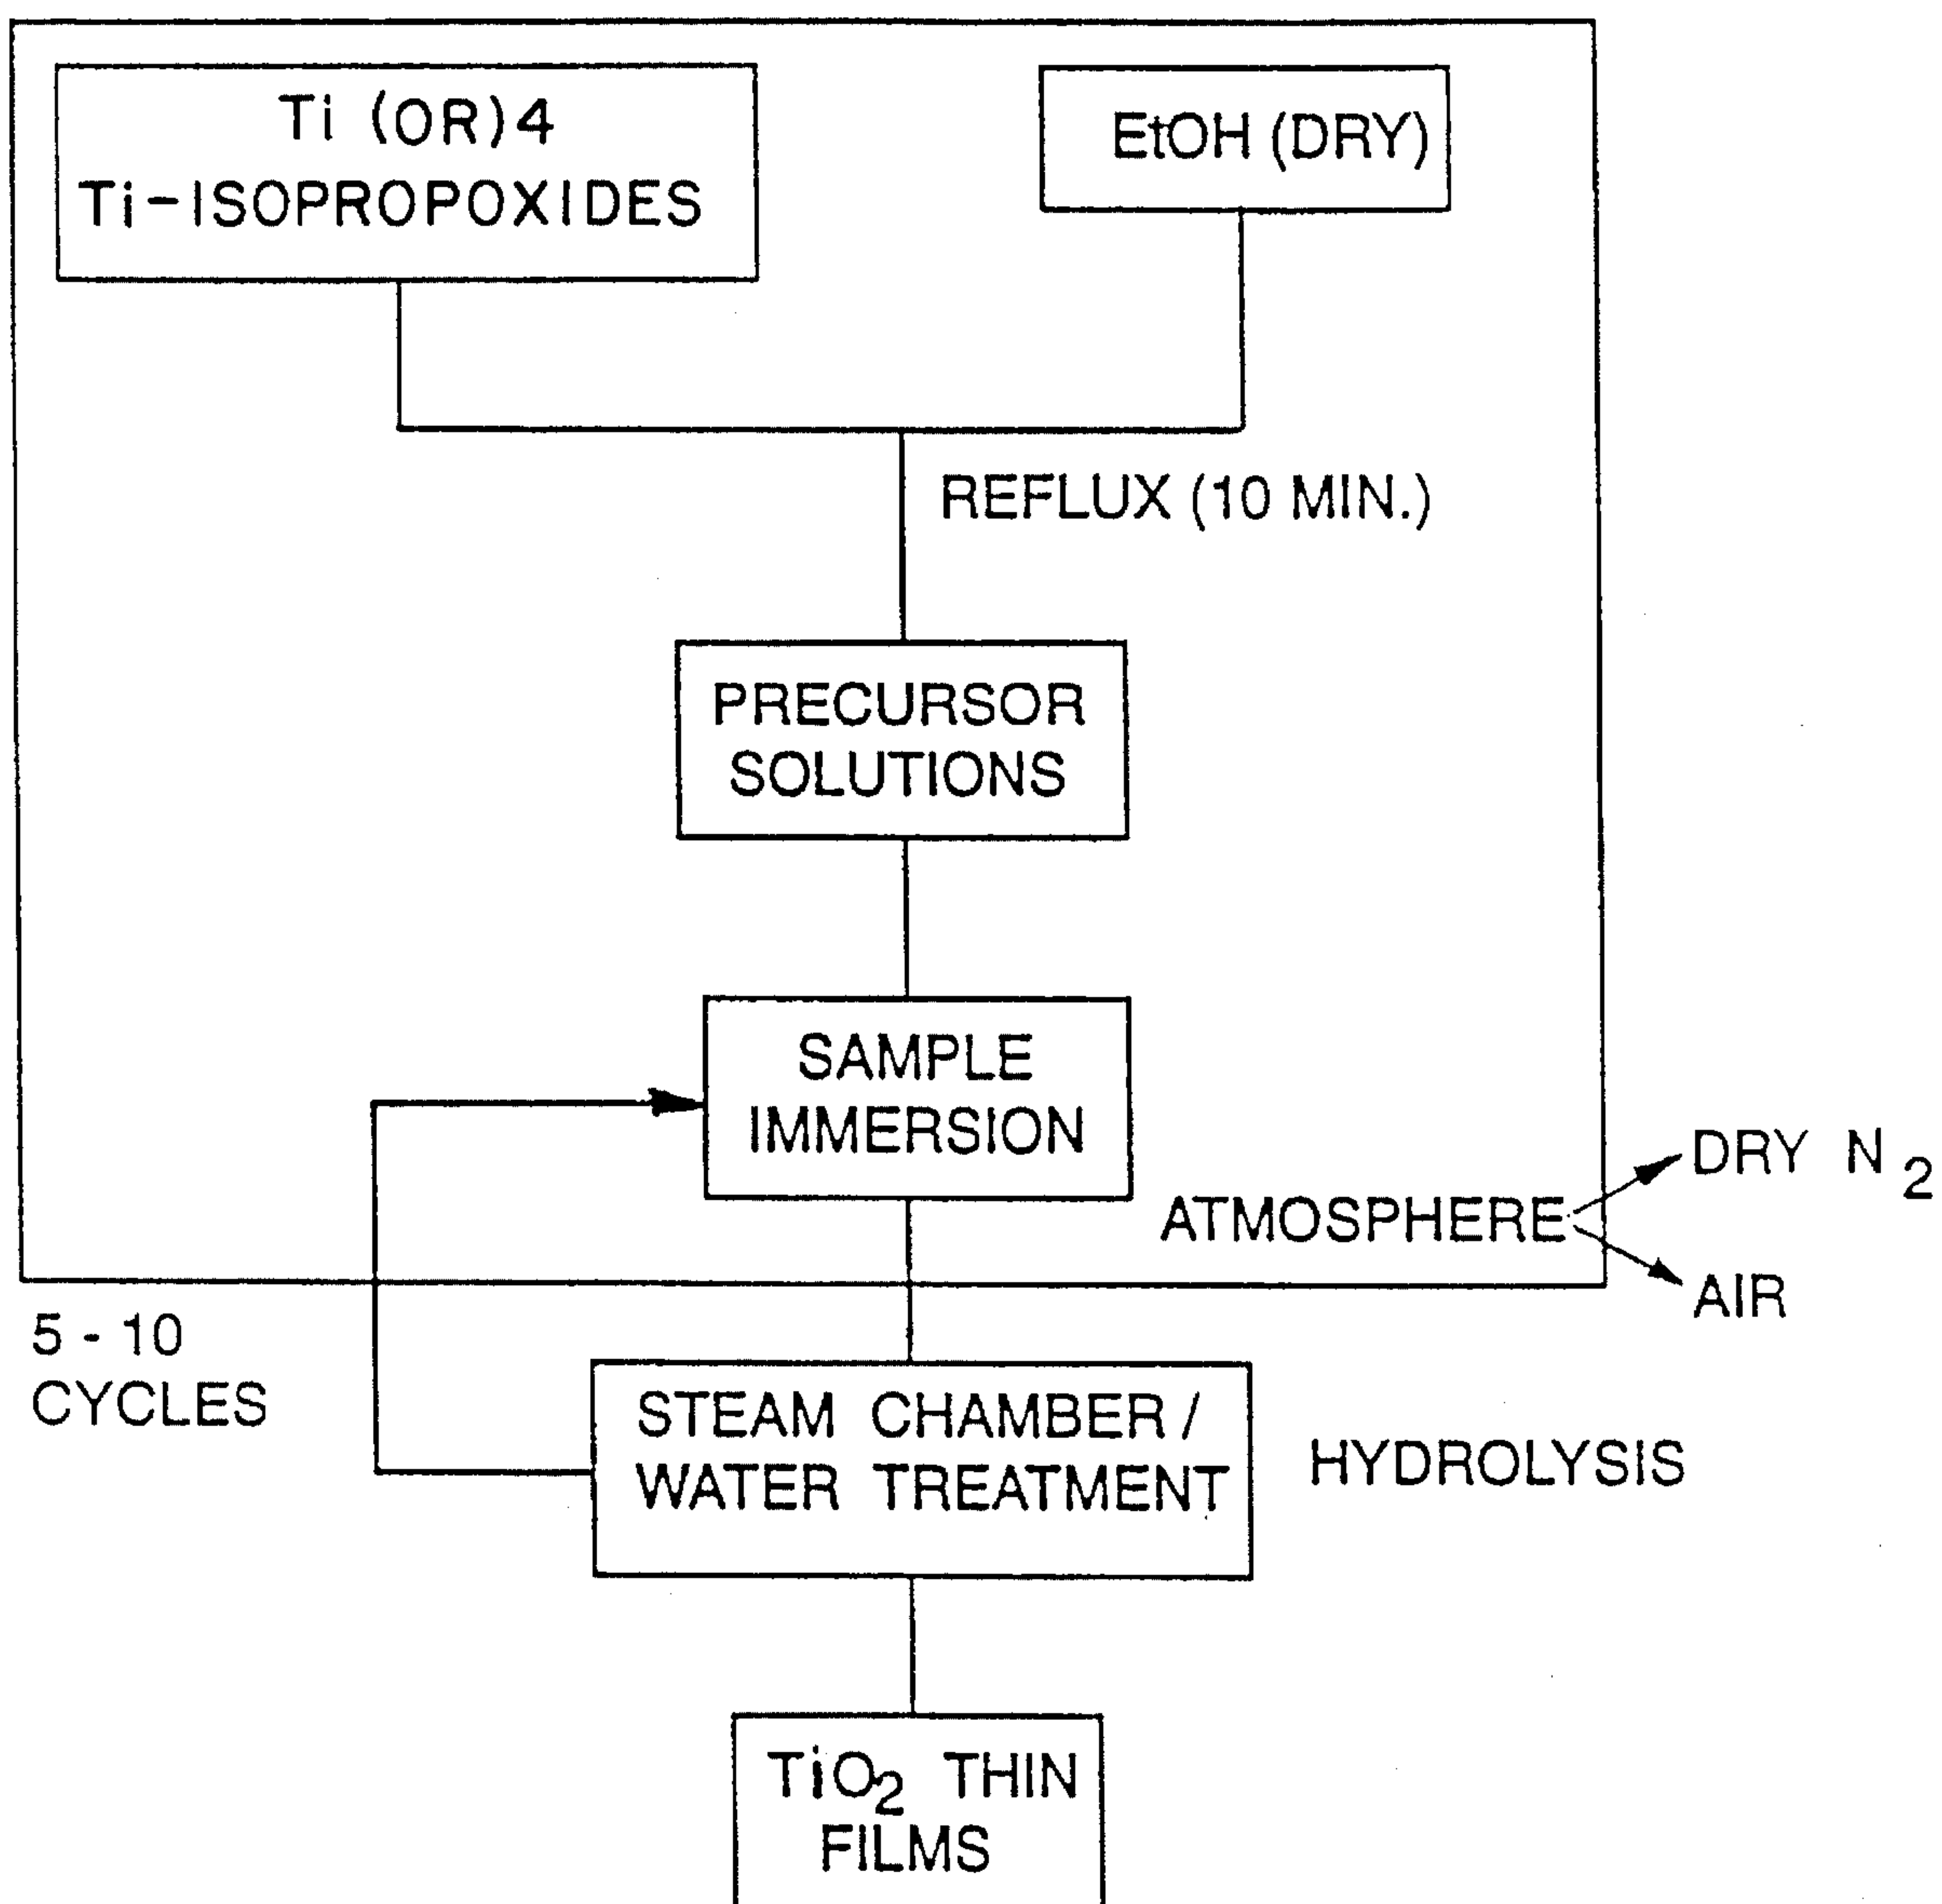 Ti (OR)4
Ti-ISOPROPOXIDES
EtOH (DRY)
REFLUX (10 MIN.)
PRECURSOR
SOLUTIONS
SAMPLE
IMMERSION
ATMOSPHERE
DRY N2
AIR
5 - 10
CYCLES
STEAM CHAMBER /
WATER TREATMENT
HYDROLYSIS
TiO2 THIN
FILMS